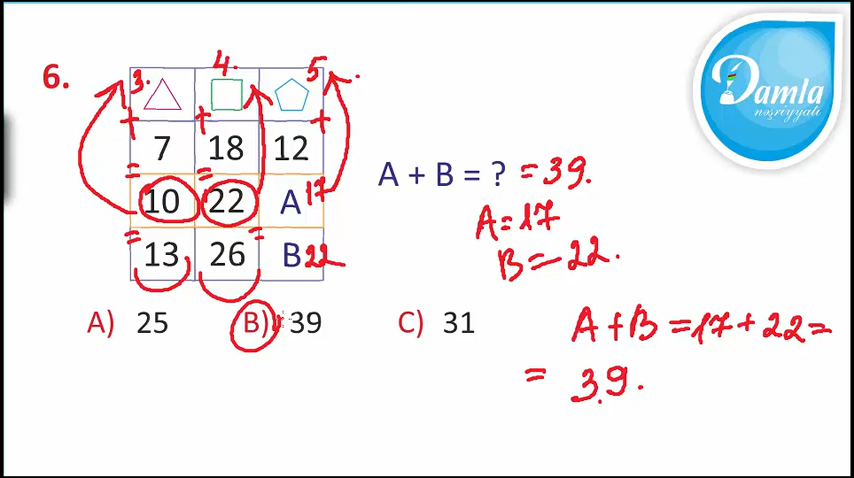 6.
3. 4. 5
+ + +
7 18 12
= =
10 22 A 17
= =
13 26 B 22
A + B = ? = 39.
A = 17
B = 22.
A) 25 B) 39 C) 31
A + B = 17 + 22 =
= 39.
Damla
nəşriyyatı